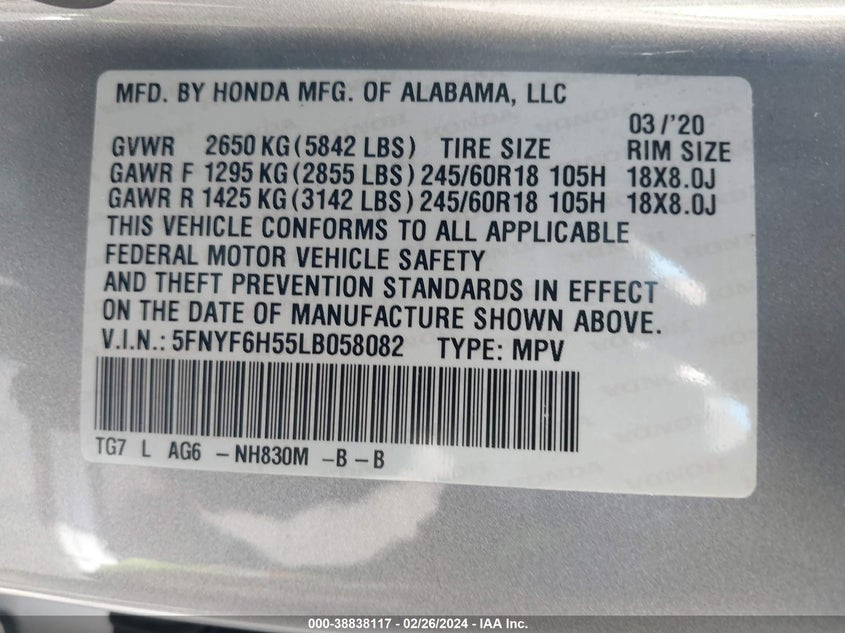 MFD. BY HONDA MFG. OF ALABAMA, LLC
03/'20
GVWR 2650 KG (5842 LBS) TIRE SIZE RIM SIZE
GAWR F 1295 KG (2855 LBS) 245/60R18 105H 18X8.0J
GAWR R 1425 KG (3142 LBS) 245/60R18 105H 18X8.0J
THIS VEHICLE CONFORMS TO ALL APPLICABLE
FEDERAL MOTOR VEHICLE SAFETY
AND THEFT PREVENTION STANDARDS IN EFFECT
ON THE DATE OF MANUFACTURE SHOWN ABOVE.
V.I.N.: 5FNYF6H55LB058082 TYPE: MPV
TG7 L AG6 -NH830M -B-B
000-38838117 - 02/26/2024 - IAA Inc.